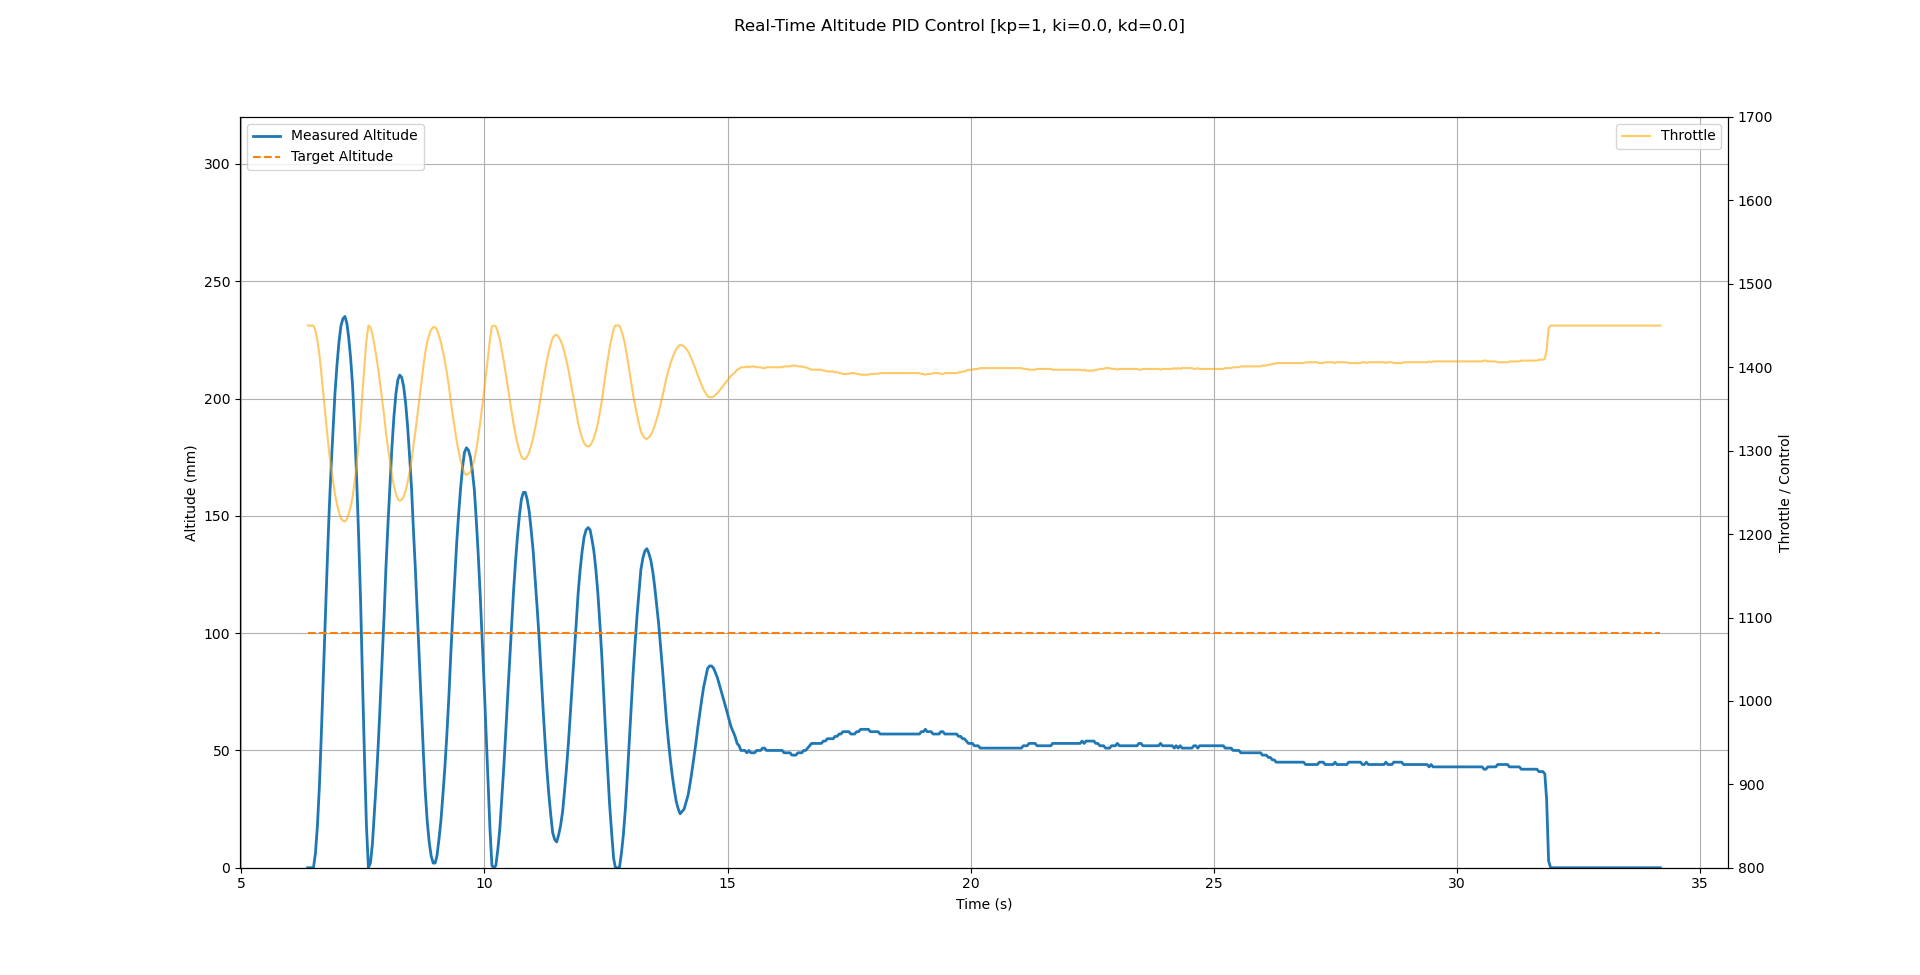 Real-Time Altitude PID Control [kp=1, ki=0.0, kd=0.0]
Measured Altitude
Target Altitude
Throttle
Altitude (mm)
300
250
200
150
100
50
0
1700
1600
1500
1400
1300
1200
1100
1000
900
800
Throttle / Control
5 10 15 20 25 30 35
Time (s)